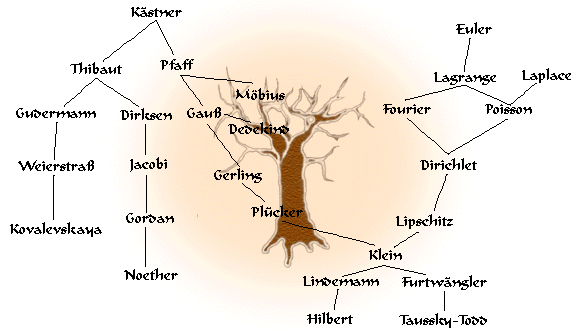 Kästner
Euler
Thibaut
Pfaff
Lagrange
Laplace
Möbius
Gudermann
Dirksen
Gauß
Fourier
Poisson
Dedekind
Weierstraß
Jacobi
Gerling
Dirichlet
Kovalevskaya
Gordan
Plücker
Lipschitz
Klein
Noether
Lindemann
Furtwängler
Hilbert
Taussky-Todd